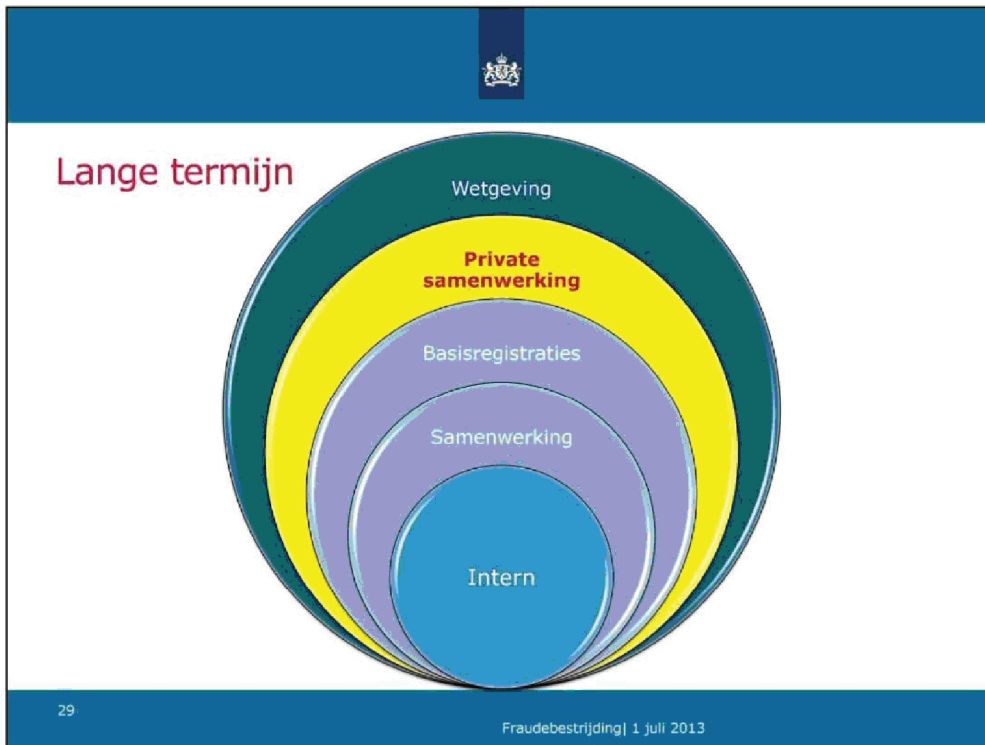 Lange termijn
Wetgeving
Private
samenwerking
Basisregistraties
Samenwerking
Intern
29
Fraudebestrijding| 1 juli 2013